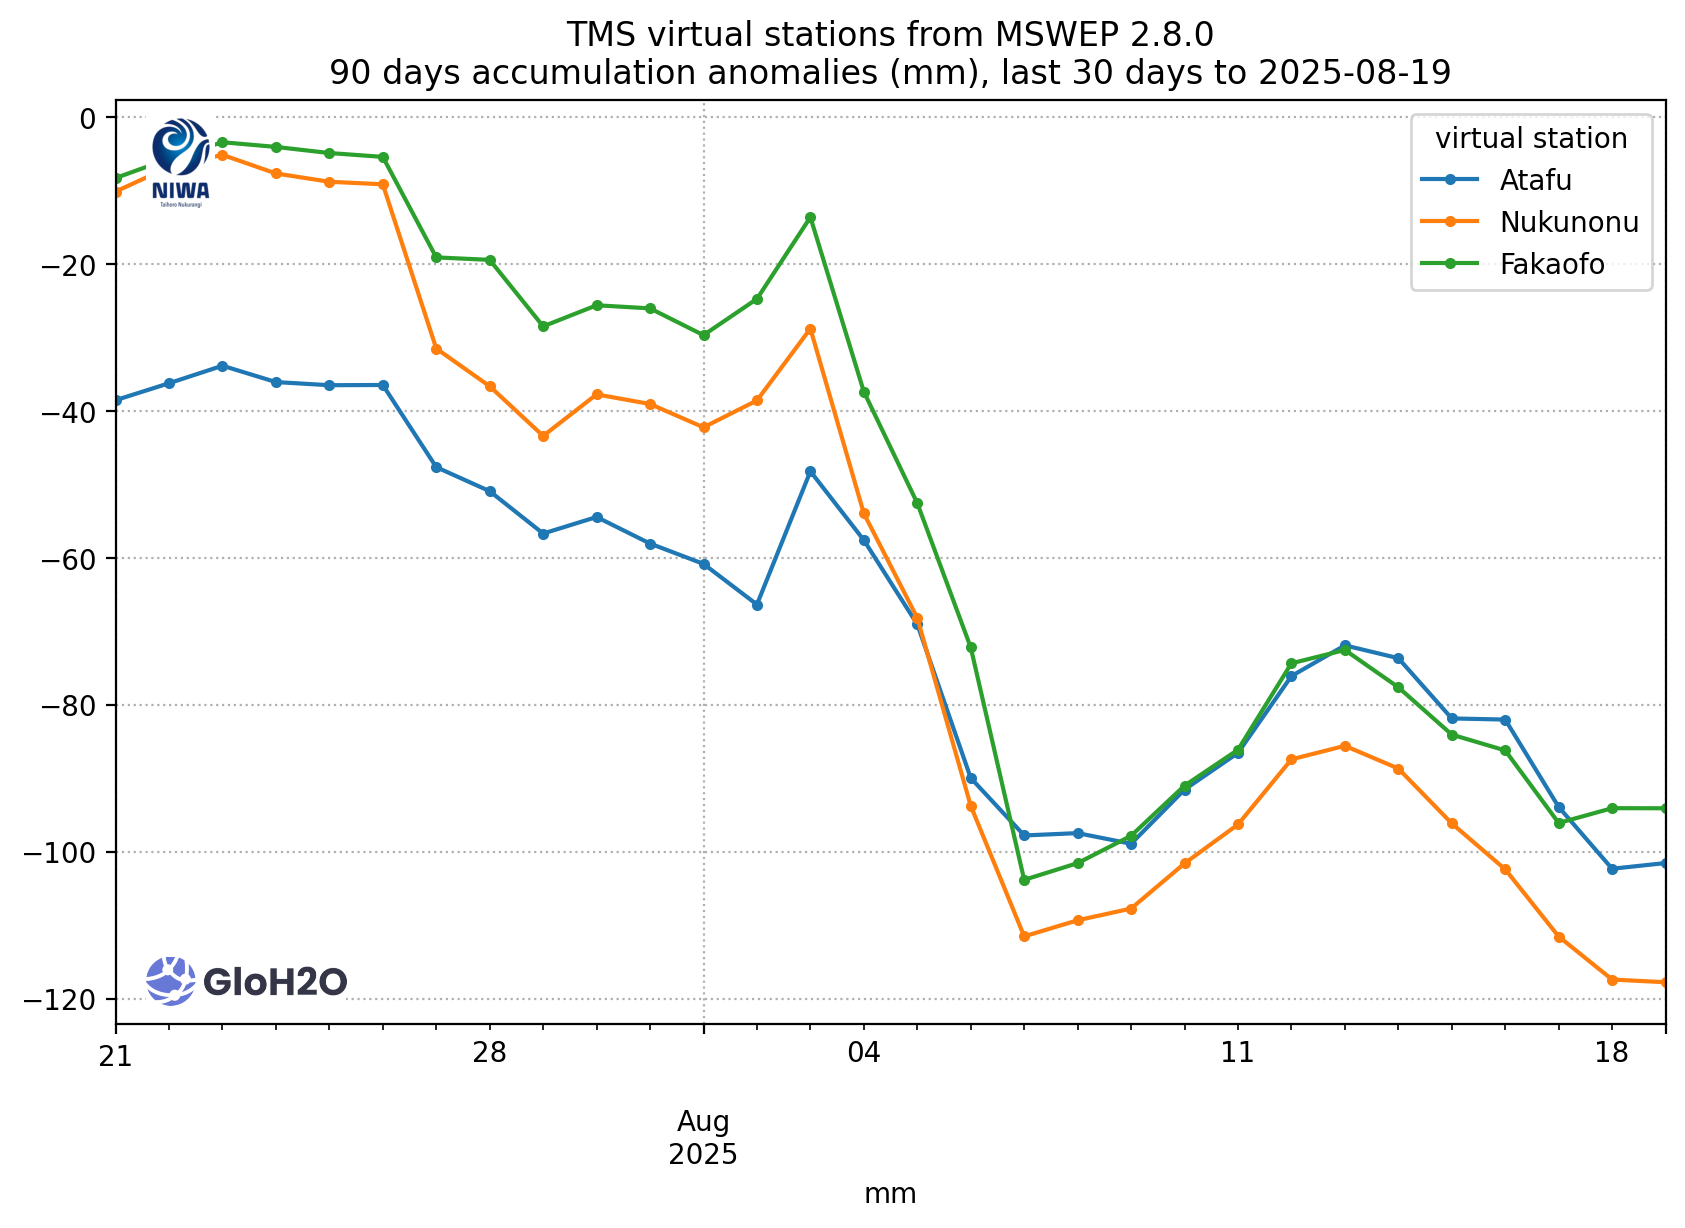 TMS virtual stations from MSWEP 2.8.0
90 days accumulation anomalies (mm), last 30 days to 2025-08-19
0
−20
−40
−60
−80
−100
−120
NIWA
Taihoro Nukurangi
virtual station
Atafu
Nukunonu
Fakaofo
GloH2O
21 28 04 11 18
Aug
2025
mm